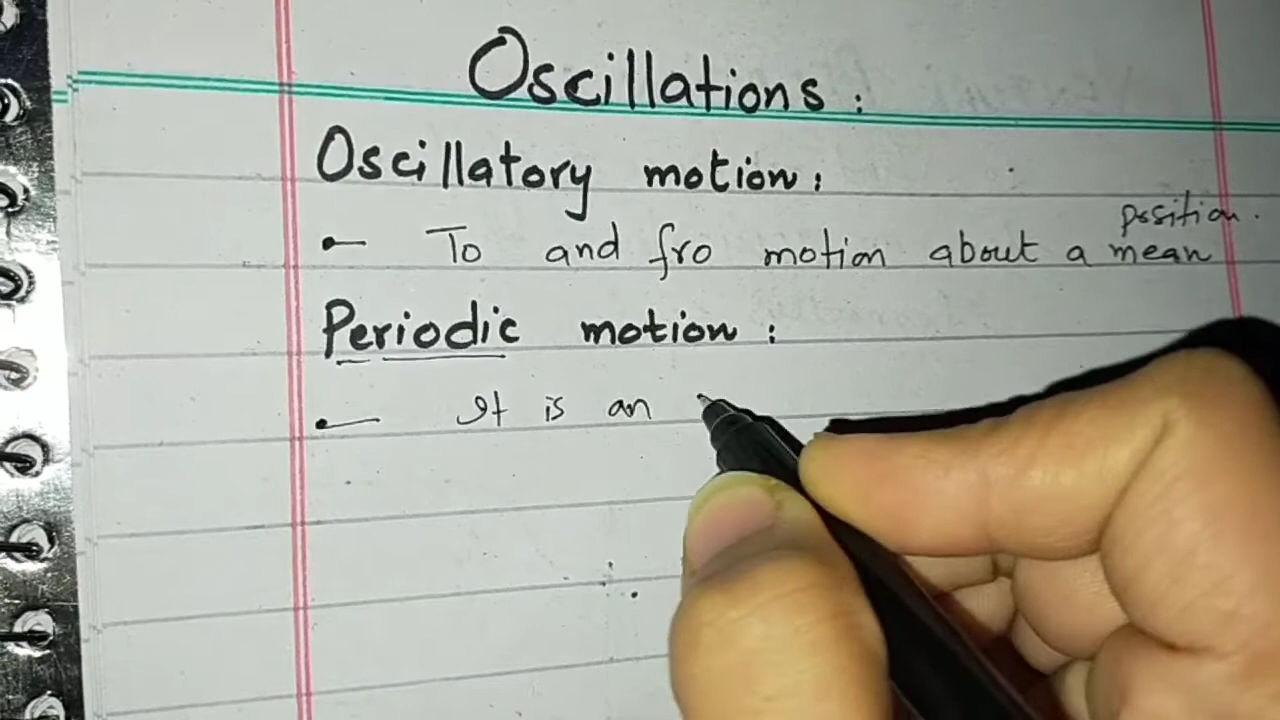 Oscillations :
Oscillatory motion :
To and fro motion about a mean position.
Periodic motion :
It is an